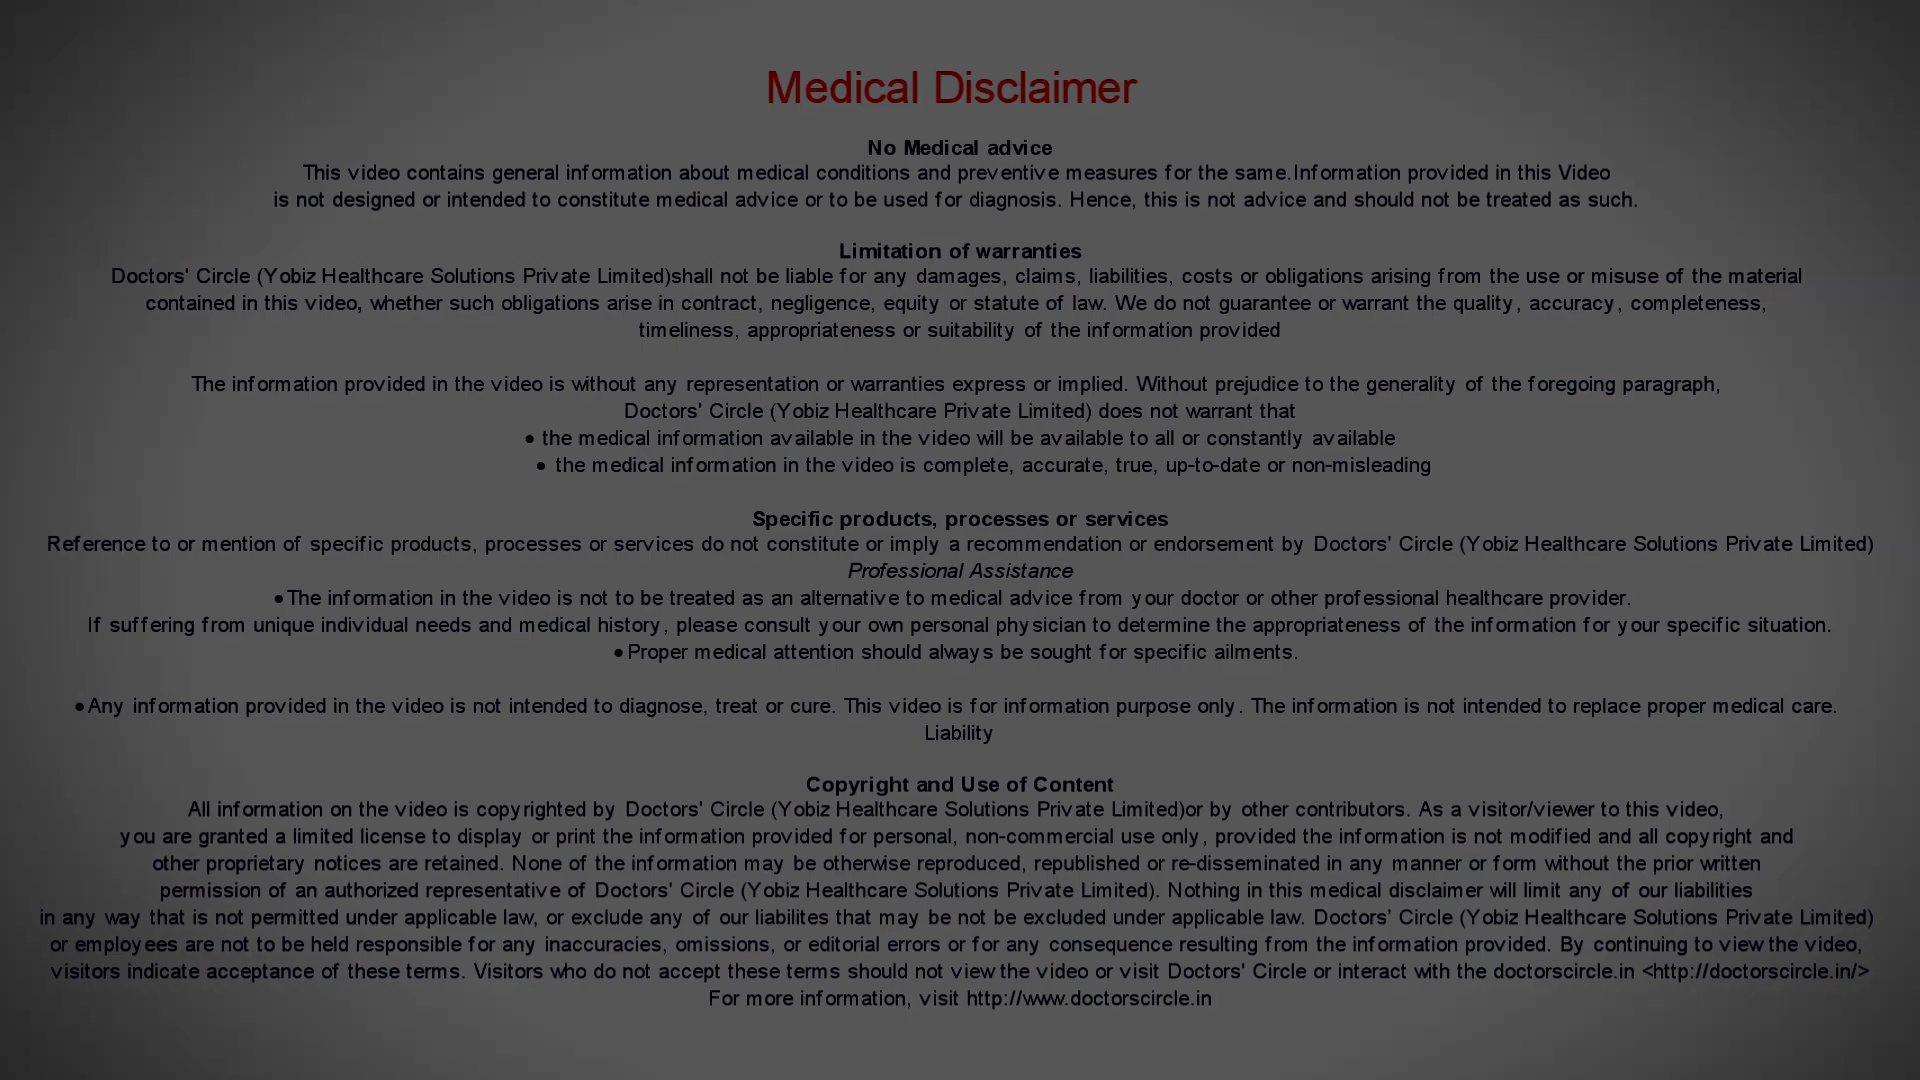 Medical Disclaimer
No Medical advice
This video contains general information about medical conditions and preventive measures for the same.Information provided in this Video
is not designed or intended to constitute medical advice or to be used for diagnosis. Hence, this is not advice and should not be treated as such.
Limitation of warranties
Doctors' Circle (Yobiz Healthcare Solutions Private Limited)shall not be liable for any damages, claims, liabilities, costs or obligations arising from the use or misuse of the material
contained in this video, whether such obligations arise in contract, negligence, equity or statute of law. We do not guarantee or warrant the quality, accuracy, completeness,
timeliness, appropriateness or suitability of the information provided
The information provided in the video is without any representation or warranties express or implied. Without prejudice to the generality of the foregoing paragraph,
Doctors' Circle (Yobiz Healthcare Private Limited) does not warrant that
• the medical information available in the video will be available to all or constantly available
• the medical information in the video is complete, accurate, true, up-to-date or non-misleading
Specific products, processes or services
Reference to or mention of specific products, processes or services do not constitute or imply a recommendation or endorsement by Doctors' Circle (Yobiz Healthcare Solutions Private Limited)
Professional Assistance
•The information in the video is not to be treated as an alternative to medical advice from your doctor or other professional healthcare provider.
If suffering from unique individual needs and medical history, please consult your own personal physician to determine the appropriateness of the information for your specific situation.
•Proper medical attention should always be sought for specific ailments.
•Any information provided in the video is not intended to diagnose, treat or cure. This video is for information purpose only. The information is not intended to replace proper medical care.
Liability
Copyright and Use of Content
All information on the video is copyrighted by Doctors' Circle (Yobiz Healthcare Solutions Private Limited)or by other contributors. As a visitor/viewer to this video,
you are granted a limited license to display or print the information provided for personal, non-commercial use only, provided the information is not modified and all copyright and
other proprietary notices are retained. None of the information may be otherwise reproduced, republished or re-disseminated in any manner or form without the prior written
permission of an authorized representative of Doctors' Circle (Yobiz Healthcare Solutions Private Limited). Nothing in this medical disclaimer will limit any of our liabilities
in any way that is not permitted under applicable law, or exclude any of our liabilites that may be not be excluded under applicable law. Doctors' Circle (Yobiz Healthcare Solutions Private Limited)
or employees are not to be held responsible for any inaccuracies, omissions, or editorial errors or for any consequence resulting from the information provided. By continuing to view the video,
visitors indicate acceptance of these terms. Visitors who do not accept these terms should not view the video or visit Doctors' Circle or interact with the doctorscircle.in <http://doctorscircle.in/>
For more information, visit http://www.doctorscircle.in